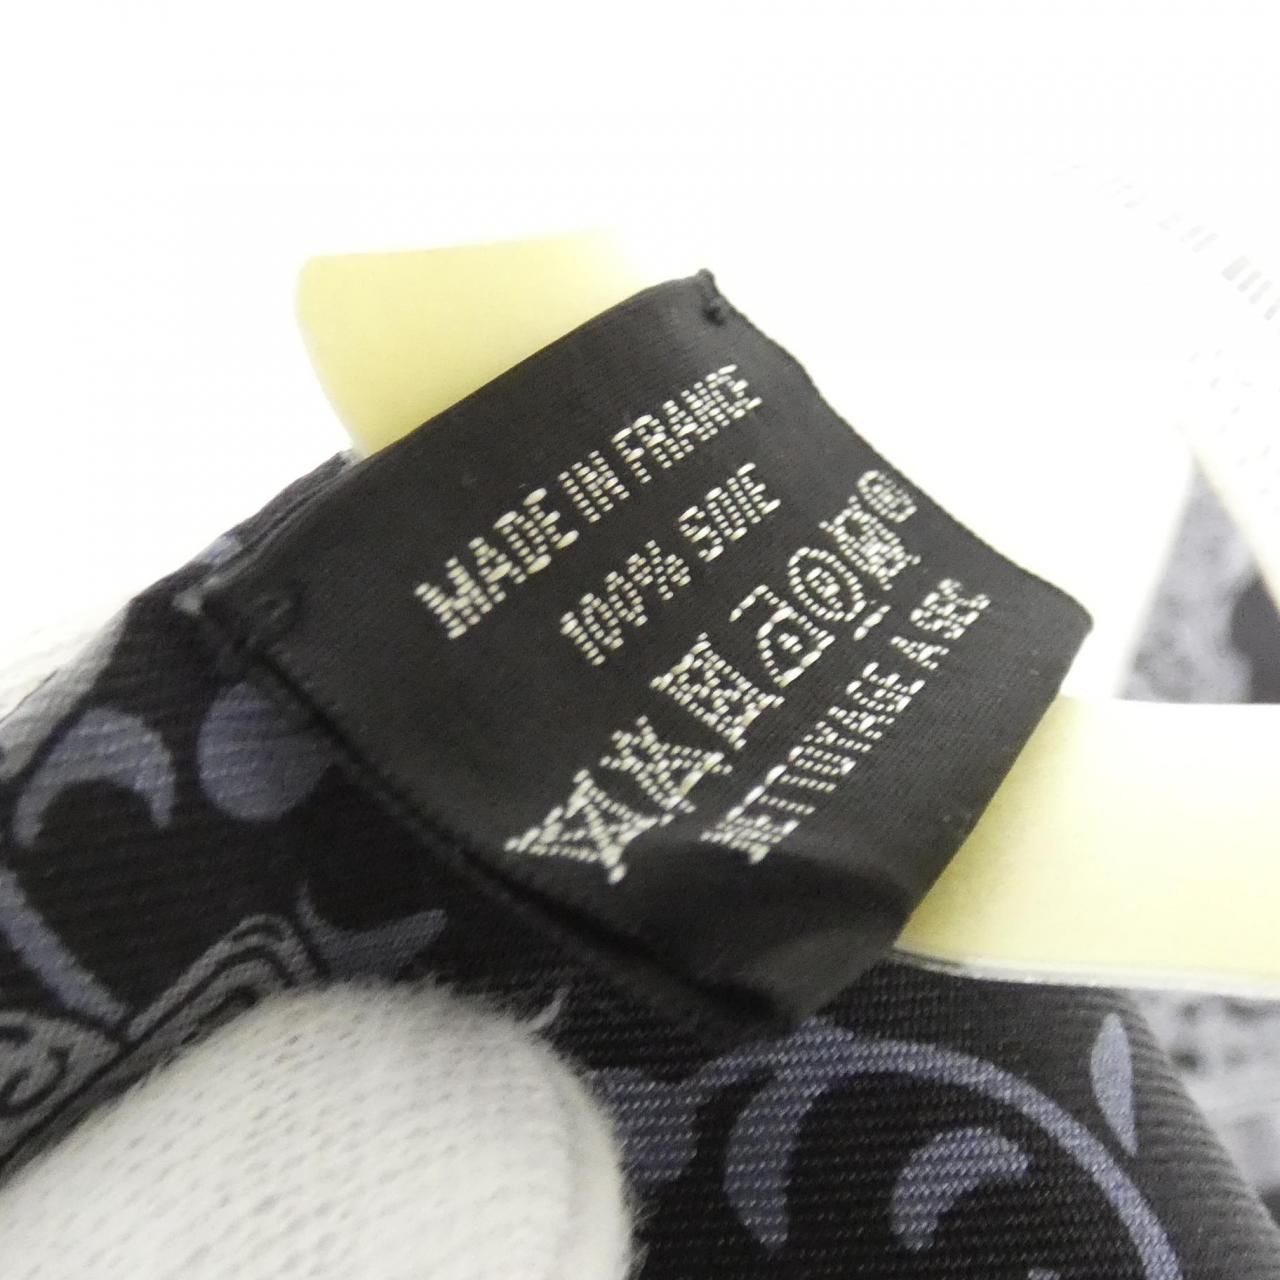 MADE IN FRANCE
100% SOIE
NETTOYAGE A SEC